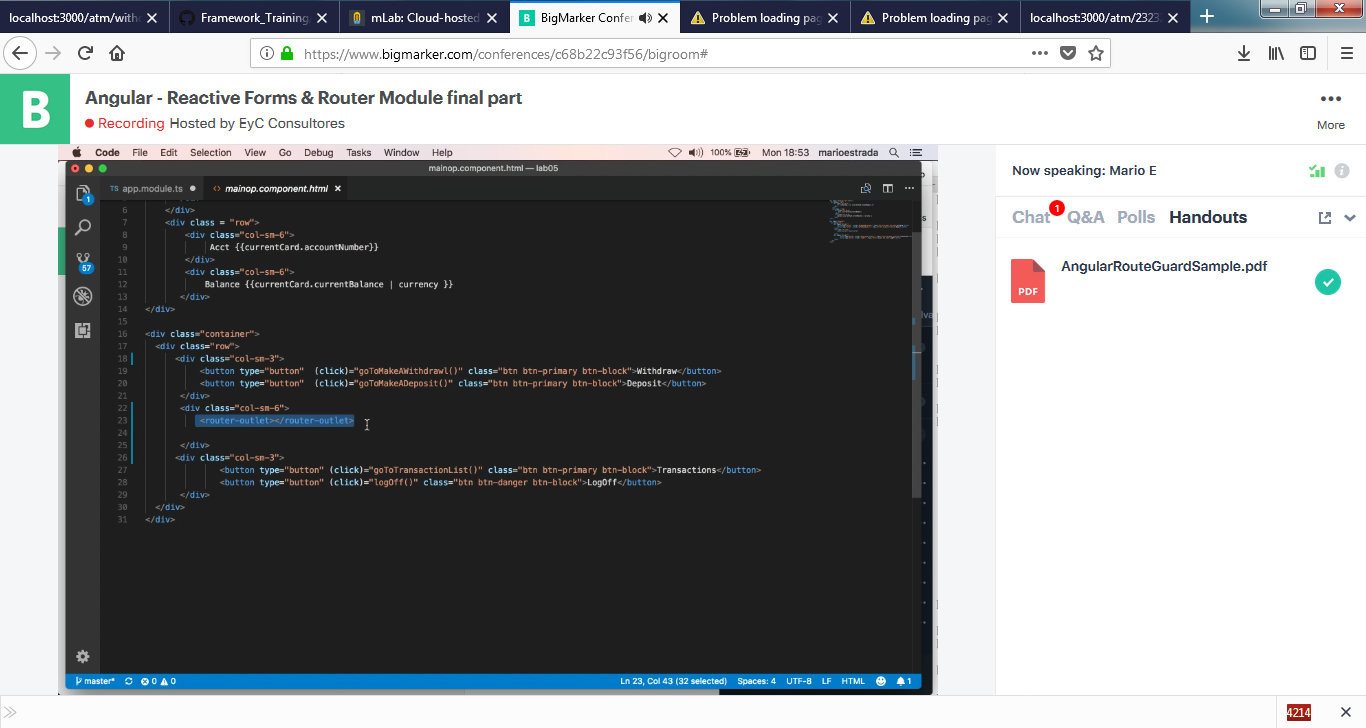 localhost:3000/atm/with
Framework_Training
mLab: Cloud-hosted
BigMarker Confer
Problem loading pag
Problem loading pag
localhost:3000/atm/2323
https://www.bigmarker.com/conferences/c68b22c93f56/bigroom#
B
Angular - Reactive Forms & Router Module final part
Recording Hosted by EyC Consultores
More
Code File Edit Selection View Go Debug Tasks Window Help 100% Mon 18:53 marioestrada
mainop.component.html — lab05
TS app.module.ts
<> mainop.component.html
1
57
6 </div>
7 <div class = "row">
8 <div class="col-sm-6">
9 Acct {{currentCard.accountNumber}}
10 </div>
11 <div class="col-sm-6">
12 Balance {{currentCard.currentBalance | currency }}
13 </div>
14 </div>
15
16 <div class="container">
17 <div class="row">
18 <div class="col-sm-3">
19 <button type="button" (click)="goToMakeAWithdrawl()" class="btn btn-primary btn-block">Withdraw</button>
20 <button type="button" (click)="goToMakeADeposit()" class="btn btn-primary btn-block">Deposit</button>
21 </div>
22 <div class="col-sm-6">
23 <router-outlet></router-outlet>
24
25 </div>
26 <div class="col-sm-3">
27 <button type="button" (click)="goToTransactionList()" class="btn btn-primary btn-block">Transactions</button>
28 <button type="button" (click)="logOff()" class="btn btn-danger btn-block">LogOff</button>
29 </div>
30 </div>
31 </div>
master* 0 0 Ln 23, Col 43 (32 selected) Spaces: 4 UTF-8 LF HTML 1
Now speaking: Mario E
Chat 1 Q&A Polls Handouts
PDF
AngularRouteGuardSample.pdf
4214